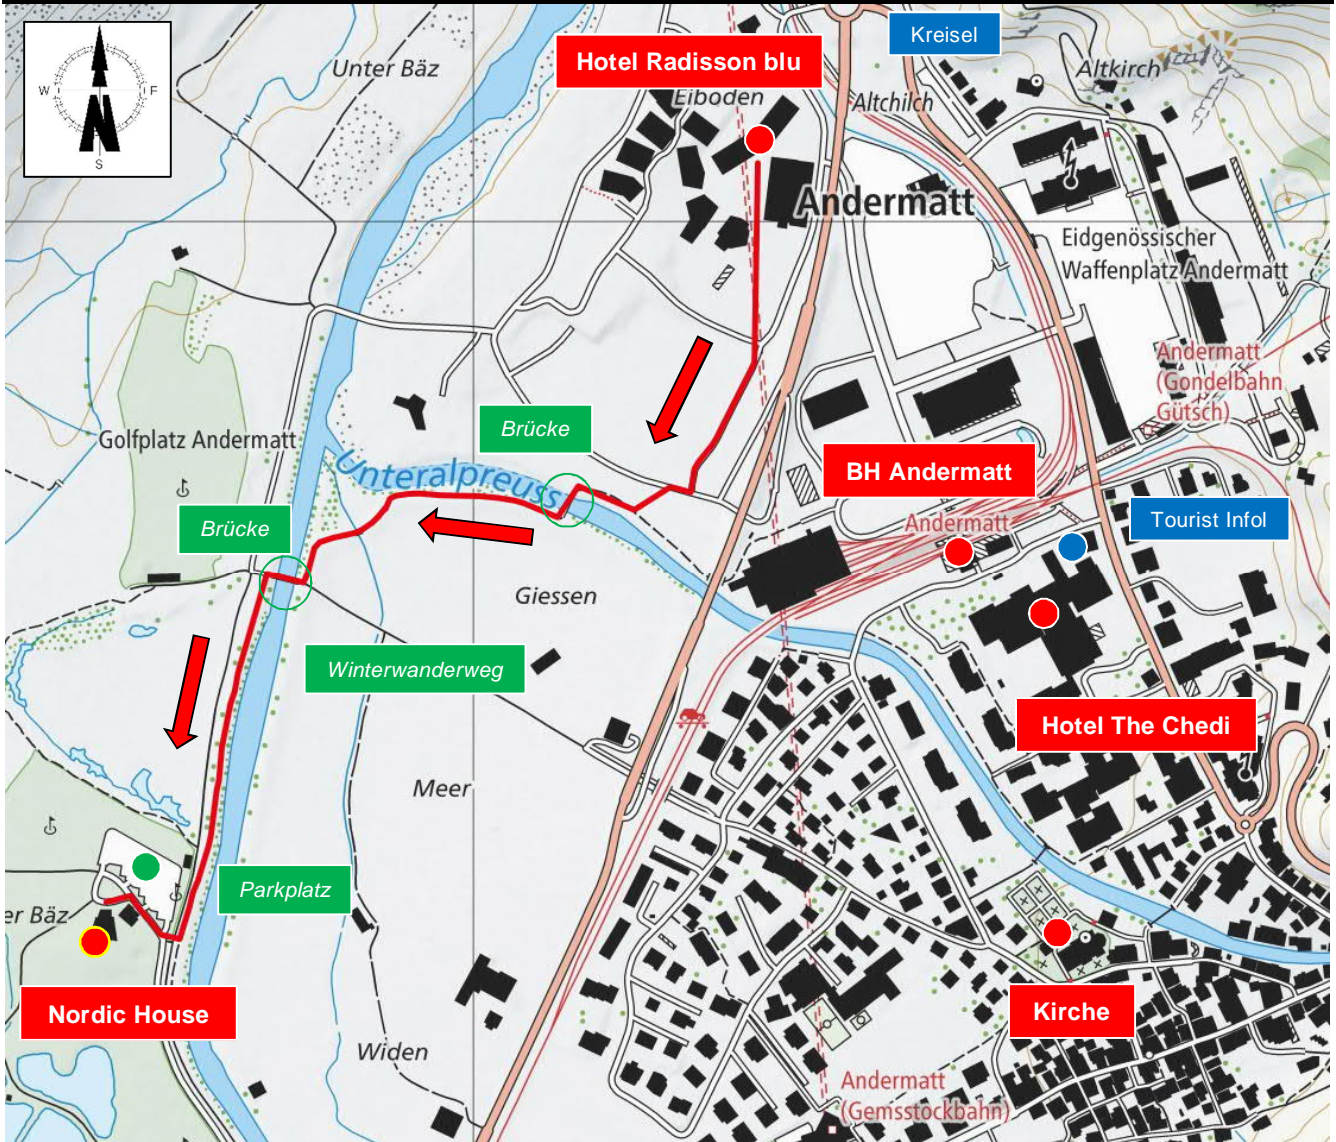 Kreisel
Hotel Radisson blu
Unter Bäz
Eiboden
Altkirch
Altchilch
W
F
S
Andermatt
Eidgenössischer
Waffenplatz Andermatt
Andermatt
(Gondelbahn
Gütsch)
Brücke
Golfplatz Andermatt
Unteralpreuss
BH Andermatt
Brücke
Andermatt
Tourist Infol
Giessen
Winterwanderweg
Hotel The Chedi
Meer
Parkplatz
er Bäz
Nordic House
Kirche
Widen
Andermatt
(Gemsstockbahn)